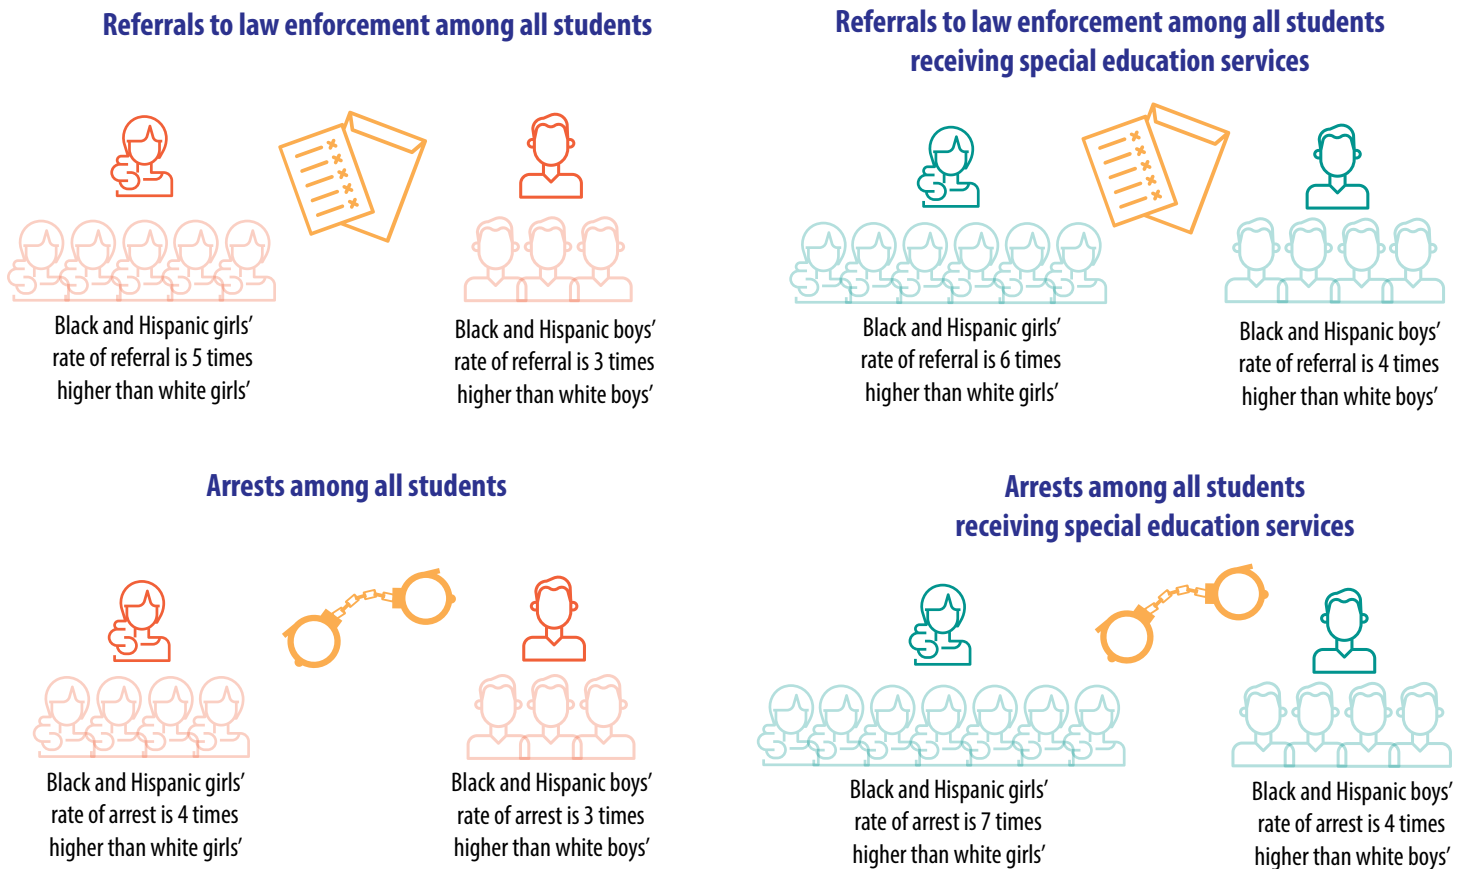 Referrals to law enforcement among all students
Black and Hispanic girls’
rate of referral is 5 times
higher than white girls’
Black and Hispanic boys’
rate of referral is 3 times
higher than white boys’
Referrals to law enforcement among all students
receiving special education services
Black and Hispanic girls’
rate of referral is 6 times
higher than white girls’
Black and Hispanic boys’
rate of referral is 4 times
higher than white boys’
Arrests among all students
Black and Hispanic girls’
rate of arrest is 4 times
higher than white girls’
Black and Hispanic boys’
rate of arrest is 3 times
higher than white boys’
Arrests among all students
receiving special education services
Black and Hispanic girls’
rate of arrest is 7 times
higher than white girls’
Black and Hispanic boys’
rate of arrest is 4 times
higher than white boys’